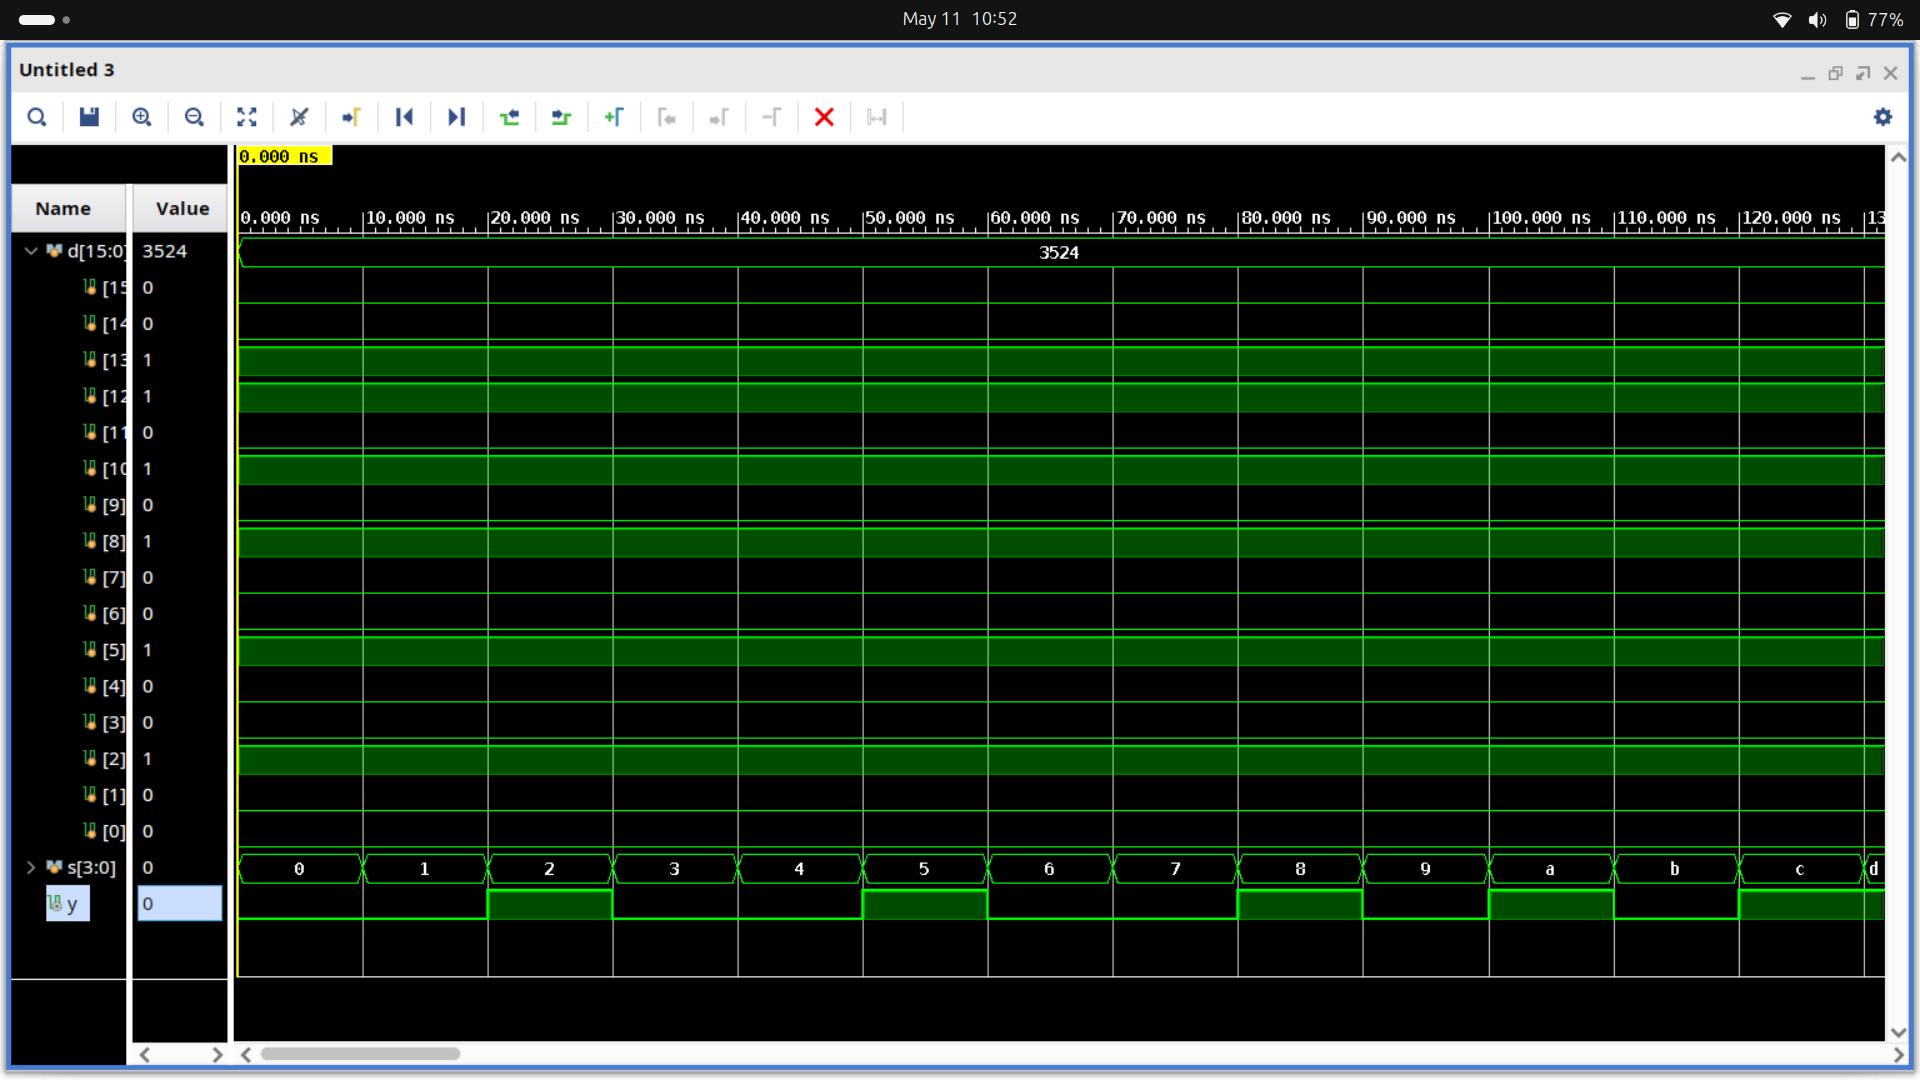 May 11 10:52
77%
Untitled 3
0.000 ns
Name Value
0.000 ns 10.000 ns 20.000 ns 30.000 ns 40.000 ns 50.000 ns 60.000 ns 70.000 ns 80.000 ns 90.000 ns 100.000 ns 110.000 ns 120.000 ns 13
d[15:0] 3524 3524
[15 0
[14 0
[13 1
[12 1
[11 0
[10 1
[9] 0
[8] 1
[7] 0
[6] 0
[5] 1
[4] 0
[3] 0
[2] 1
[1] 0
[0] 0
s[3:0] 0 0 1 2 3 4 5 6 7 8 9 a b c d
y 0